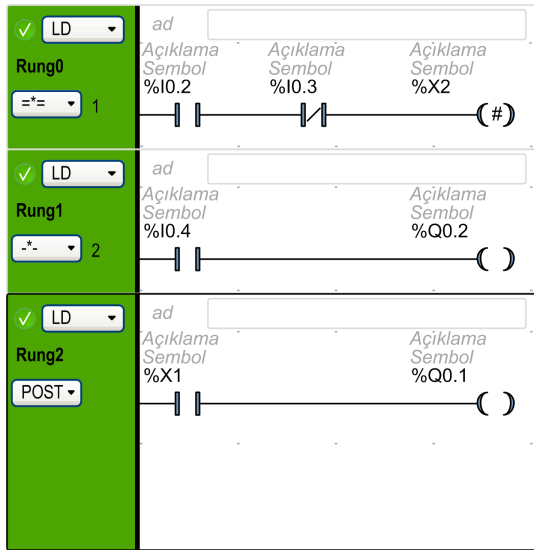 LD ad
Açıklama Açıklama Açıklama
Rung0 Sembol Sembol Sembol
%I0.2 %I0.3 %X2
=*= 1
(#)
LD ad
Açıklama Açıklama
Rung1 Sembol Sembol
%I0.4 %Q0.2
-*- 2
LD ad
Açıklama Açıklama
Rung2 Sembol Sembol
%X1 %Q0.1
POST